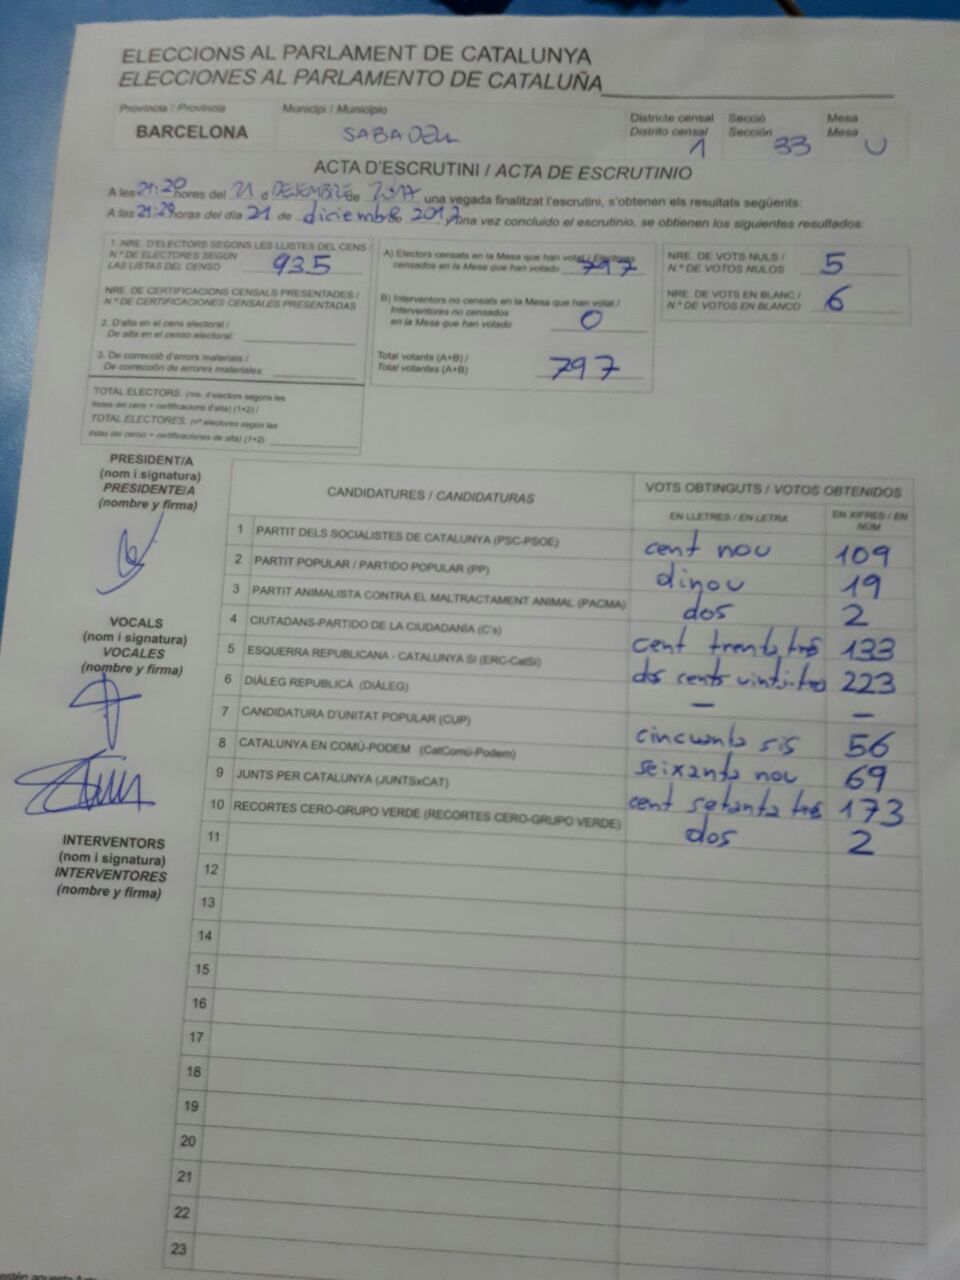 ELECCIONS AL PARLAMENT DE CATALUNYA
ELECCIONES AL PARLAMENTO DE CATALUÑA
Província / Provincia
BARCELONA
Municipi / Municipio
SABADELL
Districte censal
Distrito censal
1
Secció
Sección
33
Mesa
Mesa
U
ACTA D'ESCRUTINI / ACTA DE ESCRUTINIO
A les 21:20 hores del 21 d DESEMBRE de 2017, una vegada finalitzat l'escrutini, s'obtenen els resultats següents:
A las 21:29 horas del día 21 de diciembre 2017 y una vez concluido el escrutinio, se obtienen los siguientes resultados:
1. NRE. D'ELECTORS SEGONS LES LLISTES DEL CENS /
N.º DE ELECTORES SEGÚN
LAS LISTAS DEL CENSO
935
NRE. DE CERTIFICACIONS CENSALS PRESENTADES /
N.º DE CERTIFICACIONES CENSALES PRESENTADAS
2. D'alta en el cens electoral /
De alta en el censo electoral:
3. De correcció d'errors materials /
De corrección de errores materiales:
TOTAL ELECTORS. (nre. d'electors segons les
llistes del cens + certificacions d'alta) (1+2) /
TOTAL ELECTORES. (nº electores según las
listas del censo + certificaciones de alta) (1+2)
A) Electors censats en la Mesa que han votat / Electores
censados en la Mesa que han votado
797
B) Interventors no censats en la Mesa que han votat /
Interventores no censados
en la Mesa que han votado
0
Total votants (A+B) /
Total votantes (A+B)
797
NRE. DE VOTS NULS /
N.º DE VOTOS NULOS
5
NRE. DE VOTS EN BLANC /
N.º DE VOTOS EN BLANCO
6
PRESIDENT/A
(nom i signatura)
PRESIDENTE/A
(nombre y firma)
VOCALS
(nom i signatura)
VOCALES
(nombre y firma)
INTERVENTORS
(nom i signatura)
INTERVENTORES
(nombre y firma)
CANDIDATURES / CANDIDATURAS
VOTS OBTINGUTS / VOTOS OBTENIDOS
EN LLETRES / EN LETRA
EN XIFRES / EN NÚM
1 PARTIT DELS SOCIALISTES DE CATALUNYA (PSC-PSOE) cent nou 109
2 PARTIT POPULAR / PARTIDO POPULAR (PP) dinou 19
3 PARTIT ANIMALISTA CONTRA EL MALTRACTAMENT ANIMAL (PACMA) dos 2
4 CIUTADANS-PARTIDO DE LA CIUDADANÍA (C's) cent trenta tres 133
5 ESQUERRA REPUBLICANA - CATALUNYA SÍ (ERC-CatSí) dos cents vint-i-tres 223
6 DIÀLEG REPUBLICÀ (DIÀLEG) — —
7 CANDIDATURA D'UNITAT POPULAR (CUP) cincuanta sis 56
8 CATALUNYA EN COMÚ-PODEM (CatComú-Podem) seixanta nou 69
9 JUNTS PER CATALUNYA (JUNTSxCAT) cent setanta tres 173
10 RECORTES CERO-GRUPO VERDE (RECORTES CERO-GRUPO VERDE) dos 2
11
12
13
14
15
16
17
18
19
20
21
22
23